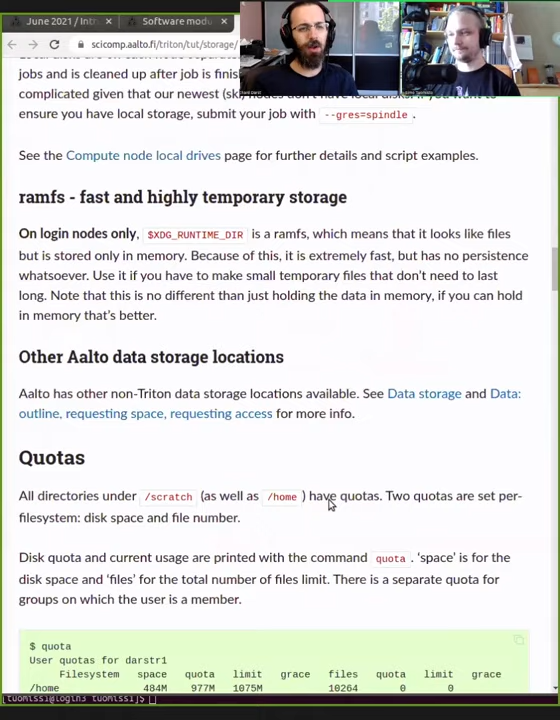 June 2021 / Intr
Software modu
scicomp.aalto.fi/triton/tut/storage/
jobs and is cleaned up after job is finis
complicated given that our newest (skl) nodes don't have local disks. If you want to
ensure you have local storage, submit your job with --gres=spindle .
See the Compute node local drives page for further details and script examples.
ramfs - fast and highly temporary storage
On login nodes only, $XDG_RUNTIME_DIR is a ramfs, which means that it looks like files
but is stored only in memory. Because of this, it is extremely fast, but has no persistence
whatsoever. Use it if you have to make small temporary files that don't need to last
long. Note that this is no different than just holding the data in memory, if you can hold
in memory that's better.
Other Aalto data storage locations
Aalto has other non-Triton data storage locations available. See Data storage and Data:
outline, requesting space, requesting access for more info.
Quotas
All directories under /scratch (as well as /home ) have quotas. Two quotas are set per-
filesystem: disk space and file number.
Disk quota and current usage are printed with the command quota . 'space' is for the
disk space and 'files' for the total number of files limit. There is a separate quota for
groups on which the user is a member.
$ quota
User quotas for darstr1
Filesystem space quota limit grace files quota limit grace
/home 484M 977M 1075M 10264 0 0
[tuomiss1@login3 tuomiss1]$